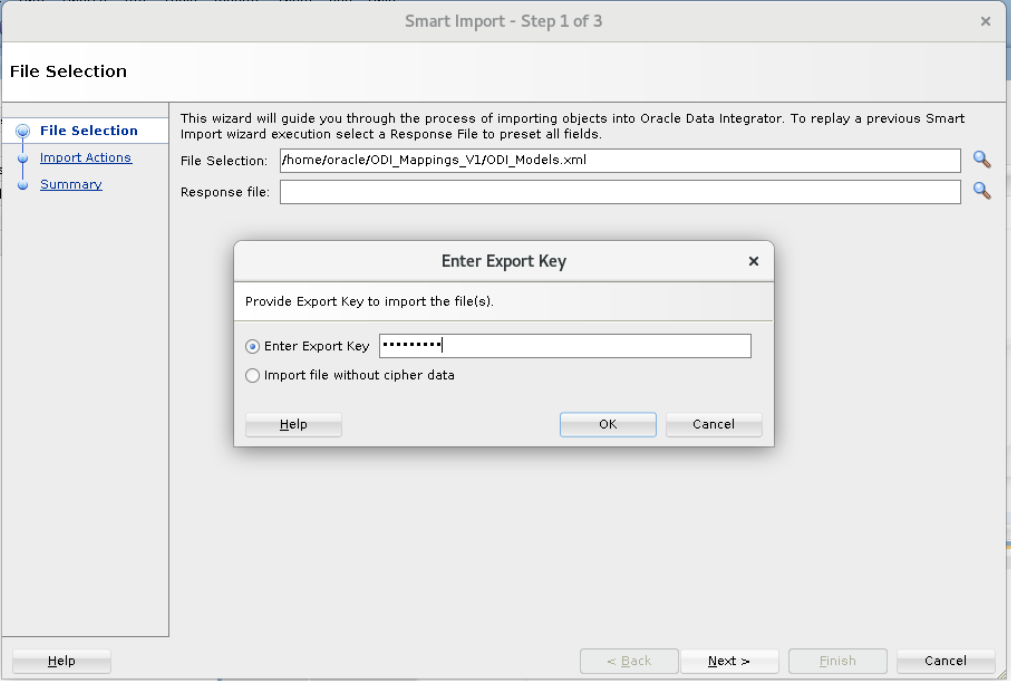 Smart Import - Step 1 of 3
File Selection
File Selection
Import Actions
Summary
This wizard will guide you through the process of importing objects into Oracle Data Integrator. To replay a previous Smart
Import wizard execution select a Response File to preset all fields.
File Selection: /home/oracle/ODI_Mappings_V1/ODI_Models.xml
Response file:
Enter Export Key
Provide Export Key to import the file(s).
Enter Export Key •••••••••
Import file without cipher data
Help OK Cancel
Help < Back Next > Finish Cancel